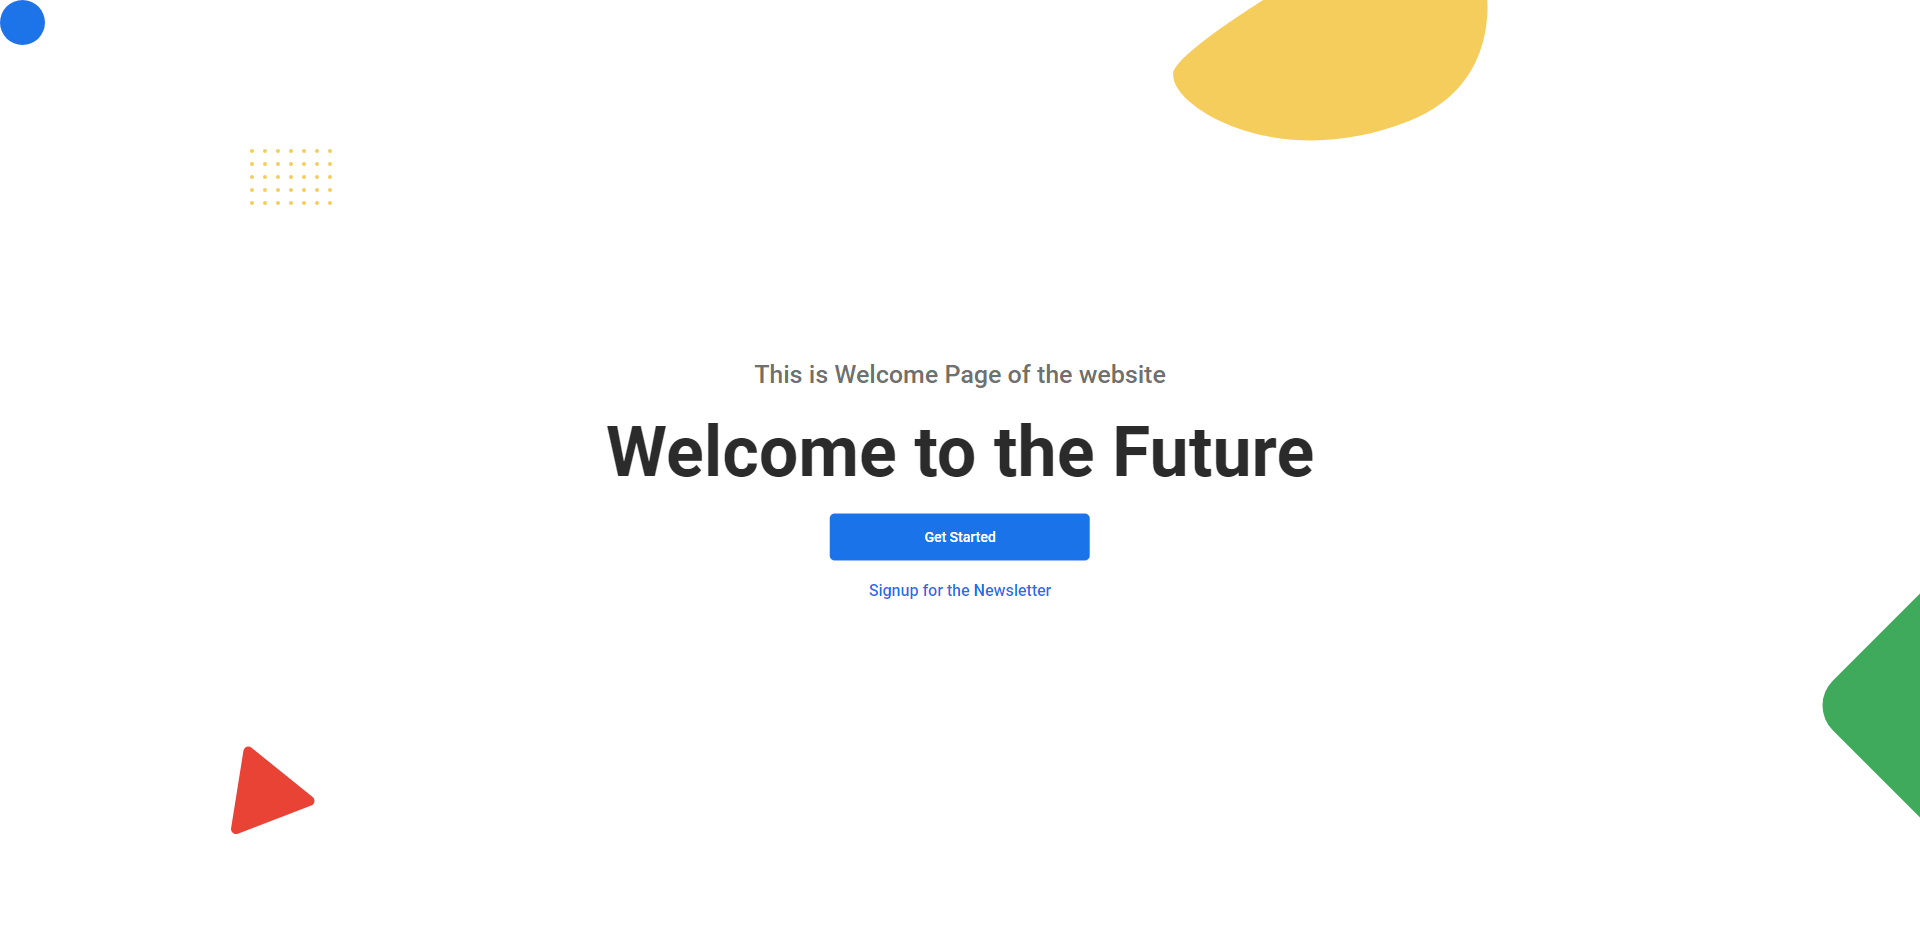 This is Welcome Page of the website
Welcome to the Future
Get Started
Signup for the Newsletter